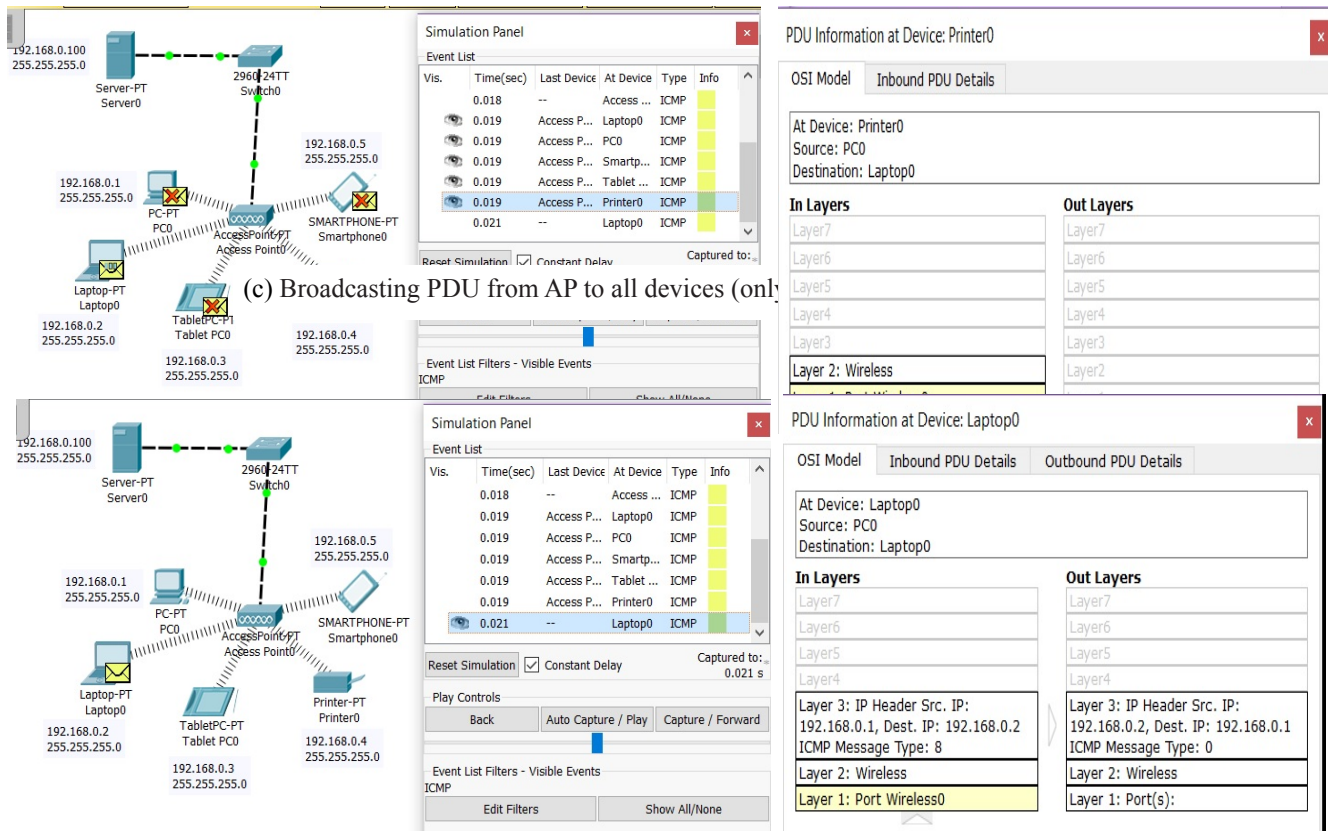 192.168.0.100
255.255.255.0
Server-PT
Server0
2960-24TT
Switch0
192.168.0.5
255.255.255.0
192.168.0.1
255.255.255.0
PC-PT
PC0
AccessPoint-PT
Access Point0
SMARTPHONE-PT
Smartphone0
Laptop-PT
Laptop0
192.168.0.2
255.255.255.0
TabletPC-PT
Tablet PC0
192.168.0.3
255.255.255.0
192.168.0.4
255.255.255.0
Simulation Panel
x
Event List
Vis. Time(sec) Last Device At Device Type Info
0.018 -- Access ... ICMP
0.019 Access P... Laptop0 ICMP
0.019 Access P... PC0 ICMP
0.019 Access P... Smartp... ICMP
0.019 Access P... Tablet ... ICMP
0.019 Access P... Printer0 ICMP
0.021 -- Laptop0 ICMP
Reset Simulation Constant Delay Captured to:
(c) Broadcasting PDU from AP to all devices (only
Event List Filters - Visible Events
ICMP
Edit Filters Show All/None
PDU Information at Device: Printer0
x
OSI Model Inbound PDU Details
At Device: Printer0
Source: PC0
Destination: Laptop0
In Layers Out Layers
Layer7 Layer7
Layer6 Layer6
Layer5 Layer5
Layer4 Layer4
Layer3 Layer3
Layer 2: Wireless Layer2
192.168.0.100
255.255.255.0
Server-PT
Server0
2960-24TT
Switch0
192.168.0.5
255.255.255.0
192.168.0.1
255.255.255.0
PC-PT
PC0
AccessPoint-PT
Access Point0
SMARTPHONE-PT
Smartphone0
Laptop-PT
Laptop0
192.168.0.2
255.255.255.0
TabletPC-PT
Tablet PC0
192.168.0.3
255.255.255.0
Printer-PT
Printer0
192.168.0.4
255.255.255.0
Simulation Panel
x
Event List
Vis. Time(sec) Last Device At Device Type Info
0.018 -- Access ... ICMP
0.019 Access P... Laptop0 ICMP
0.019 Access P... PC0 ICMP
0.019 Access P... Smartp... ICMP
0.019 Access P... Tablet ... ICMP
0.019 Access P... Printer0 ICMP
0.021 -- Laptop0 ICMP
Reset Simulation Constant Delay Captured to:
0.021 s
Play Controls
Back Auto Capture / Play Capture / Forward
Event List Filters - Visible Events
ICMP
Edit Filters Show All/None
PDU Information at Device: Laptop0
x
OSI Model Inbound PDU Details Outbound PDU Details
At Device: Laptop0
Source: PC0
Destination: Laptop0
In Layers Out Layers
Layer7 Layer7
Layer6 Layer6
Layer5 Layer5
Layer4 Layer4
Layer 3: IP Header Src. IP: Layer 3: IP Header Src. IP:
192.168.0.1, Dest. IP: 192.168.0.2 192.168.0.2, Dest. IP: 192.168.0.1
ICMP Message Type: 8 ICMP Message Type: 0
Layer 2: Wireless Layer 2: Wireless
Layer 1: Port Wireless0 Layer 1: Port(s):